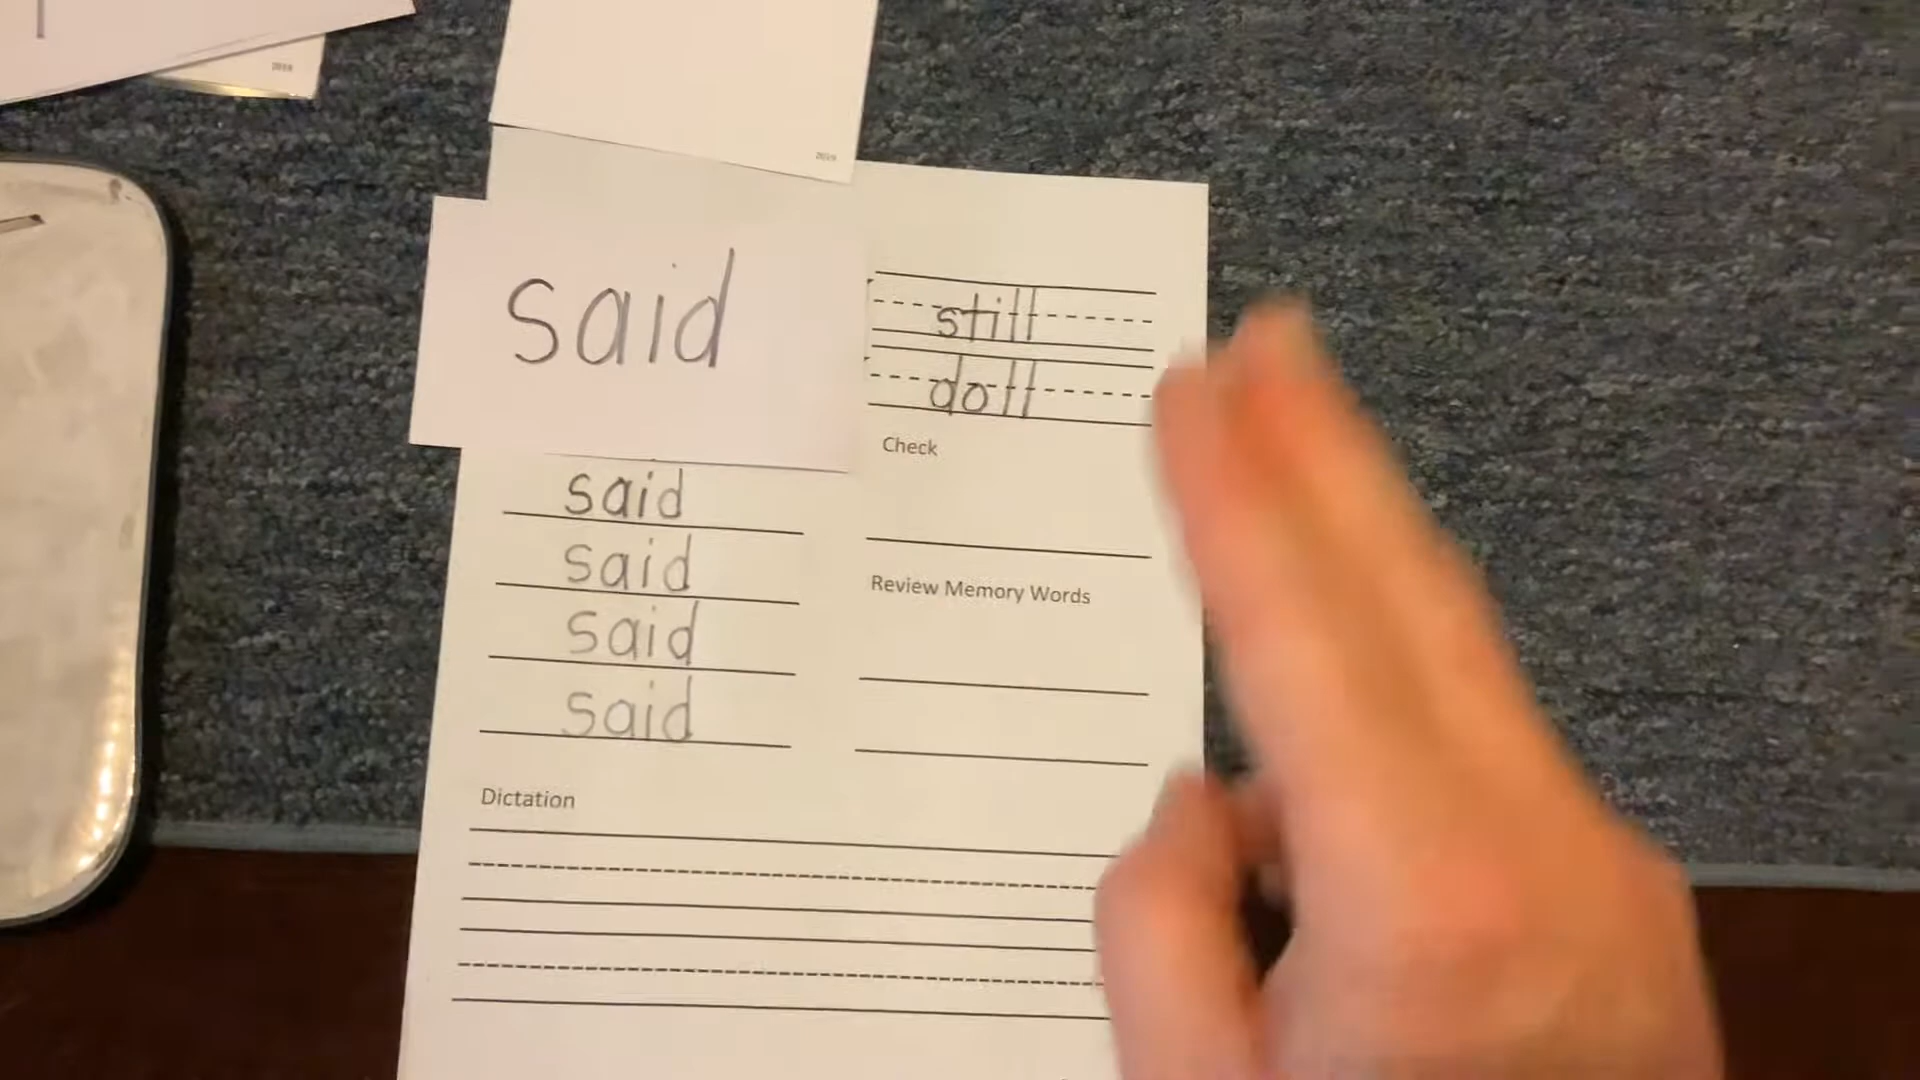 said
still
doll
Check
said
said
said
said
Review Memory Words
Dictation